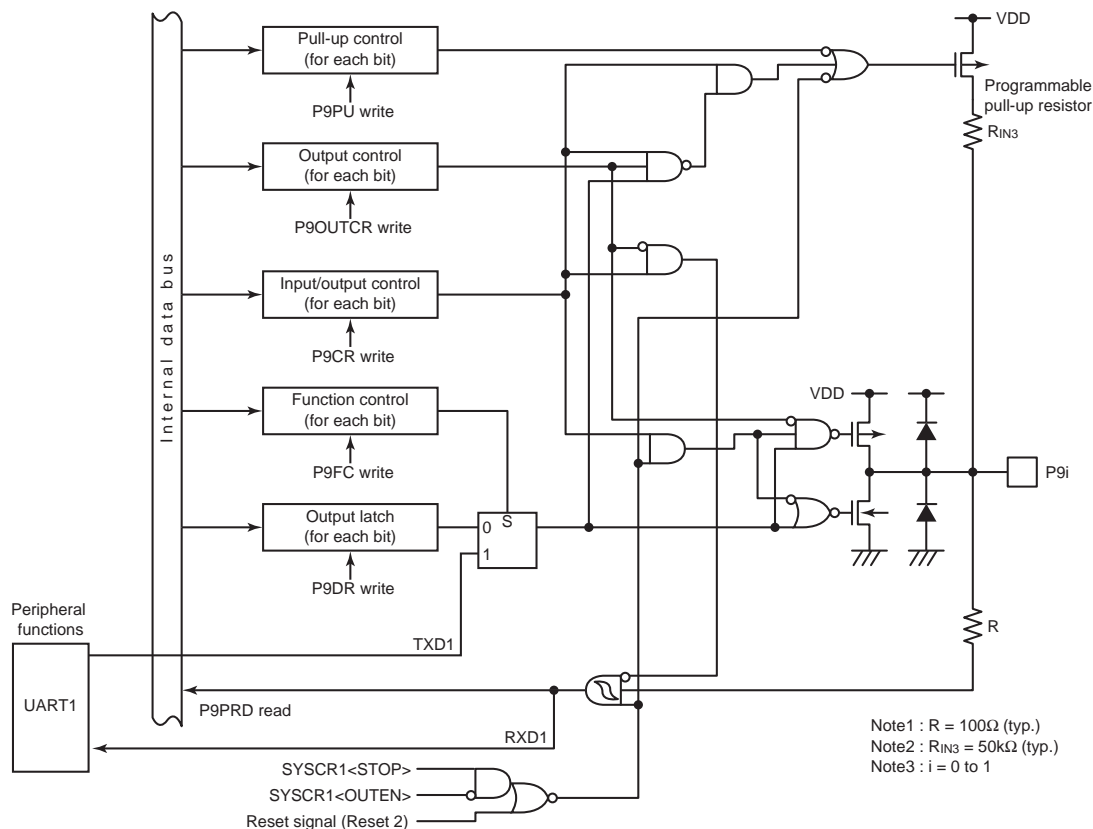 VDD
Pull-up control
(for each bit)
P9PU write
Programmable
pull-up resistor
RIN3
Output control
(for each bit)
P9OUTCR write
Internal data bus
Input/output control
(for each bit)
P9CR write
Function control
(for each bit)
P9FC write
VDD
P9i
Output latch
(for each bit)
P9DR write
0
S
1
Peripheral
functions
TXD1
R
UART1
P9PRD read
RXD1
Note1 : R = 100Ω (typ.)
Note2 : RIN3 = 50kΩ (typ.)
Note3 : i = 0 to 1
SYSCR1<STOP>
SYSCR1<OUTEN>
Reset signal (Reset 2)